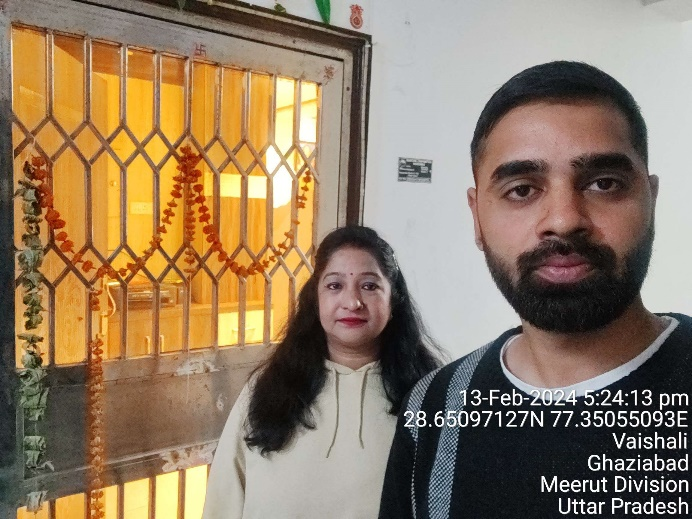 13-Feb-2024 5:24:13 pm
28.65097127N 77.35055093E
Vaishali
Ghaziabad
Meerut Division
Uttar Pradesh